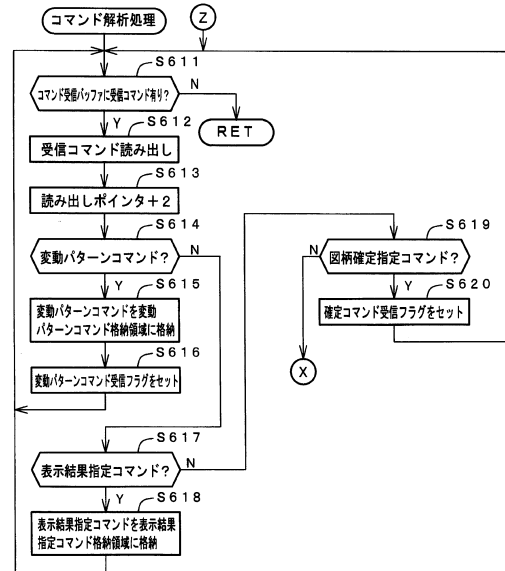 コマンド解析処理
Z
S611
コマンド受信バッファに受信コマンド有り?
N
Y
RET
S612
受信コマンド読み出し
S613
読み出しポインタ+2
S614
変動パターンコマンド?
N
Y
S615
変動パターンコマンドを変動
パターンコマンド格納領域に格納
S616
変動パターンコマンド受信フラグをセット
S617
表示結果指定コマンド?
N
Y
S618
表示結果指定コマンドを表示結果
指定コマンド格納領域に格納
S619
図柄確定指定コマンド?
N
Y
S620
確定コマンド受信フラグをセット
X